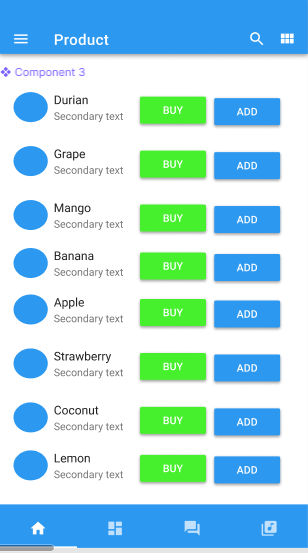 Product
Component 3
Durian
Secondary text
BUY
ADD
Grape
Secondary text
BUY
ADD
Mango
Secondary text
BUY
ADD
Banana
Secondary text
BUY
ADD
Apple
Secondary text
BUY
ADD
Strawberry
Secondary text
BUY
ADD
Coconut
Secondary text
BUY
ADD
Lemon
Secondary text
BUY
ADD